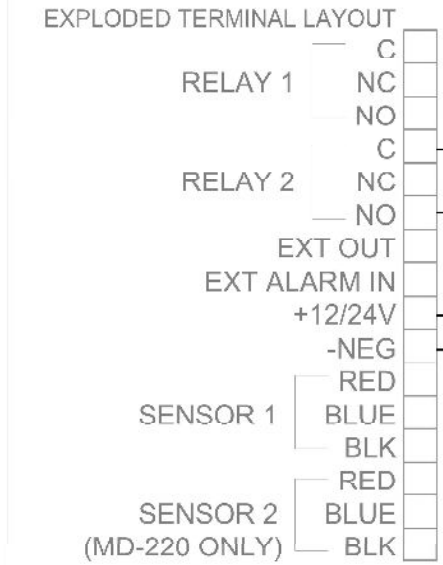 EXPLODED TERMINAL LAYOUT
C
RELAY 1 NC
NO
C
RELAY 2 NC
NO
EXT OUT
EXT ALARM IN
+12/24V
-NEG
RED
SENSOR 1 BLUE
BLK
RED
SENSOR 2 BLUE
(MD-220 ONLY) BLK